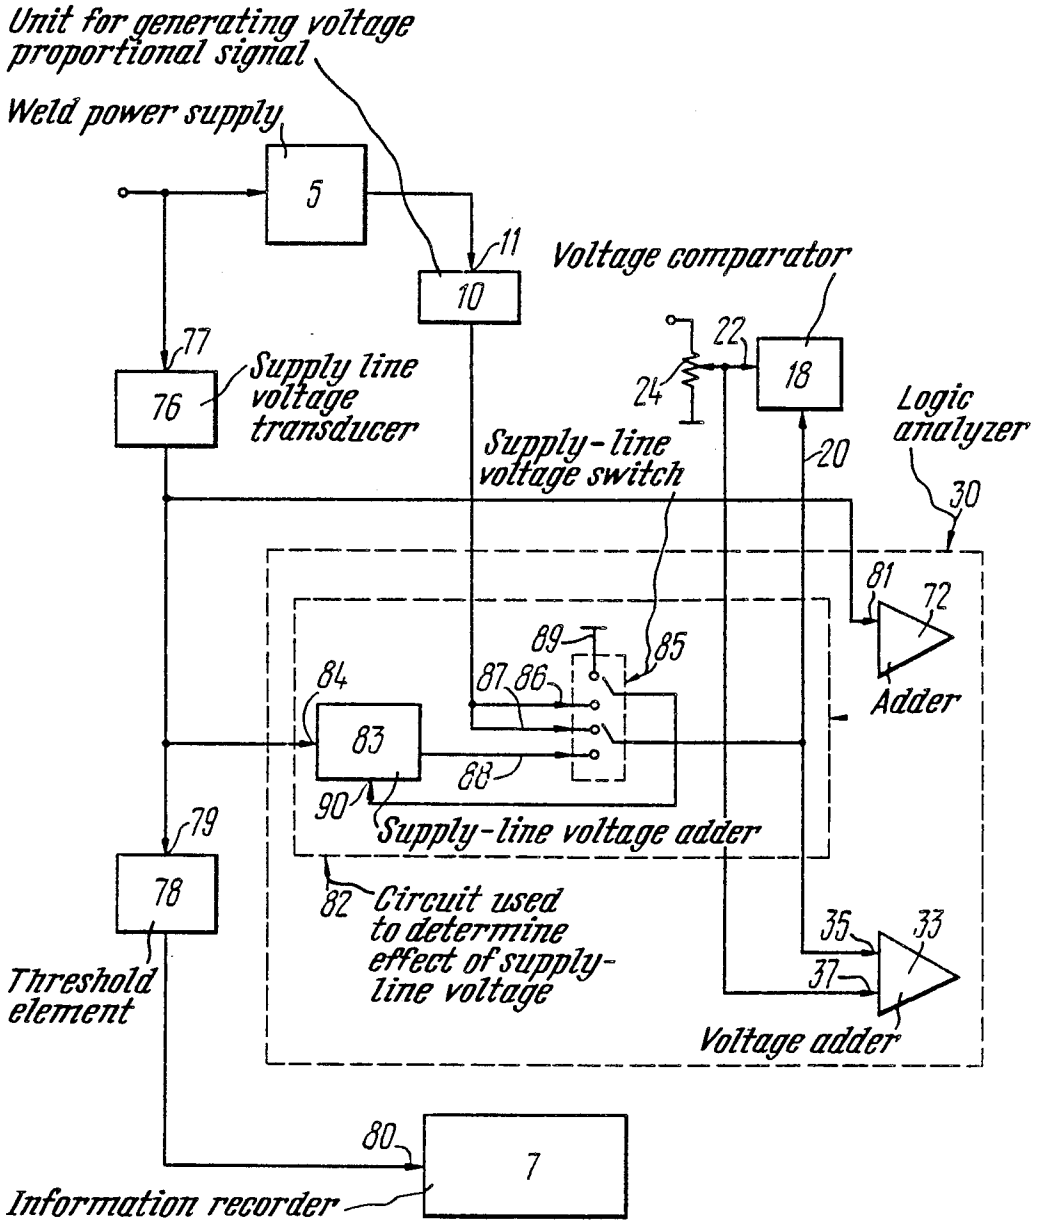 Unit for generating voltage
proportional signal
Weld power supply
5
11
10
Voltage comparator
77
76
Supply line
voltage
transducer
22
24
18
20
Logic
analyzer
Supply-line
voltage switch
30
81
72
Adder
89
85
84
87
86
83
88
90
Supply-line voltage adder
79
78
82
Circuit used
to determine
effect of supply-
line voltage
35
33
37
Voltage adder
Threshold
element
80
7
Information recorder